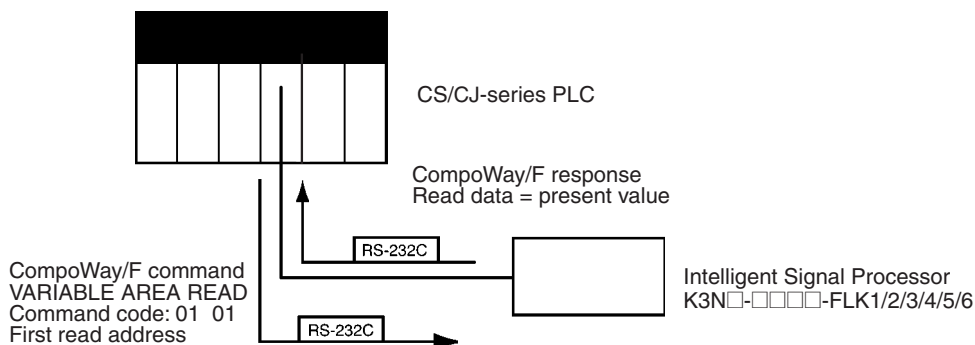 CS/CJ-series PLC
CompoWay/F response
Read data = present value
RS-232C
CompoWay/F command
VARIABLE AREA READ
Command code: 01 01
First read address
RS-232C
Intelligent Signal Processor
K3N□-□□□□-FLK1/2/3/4/5/6